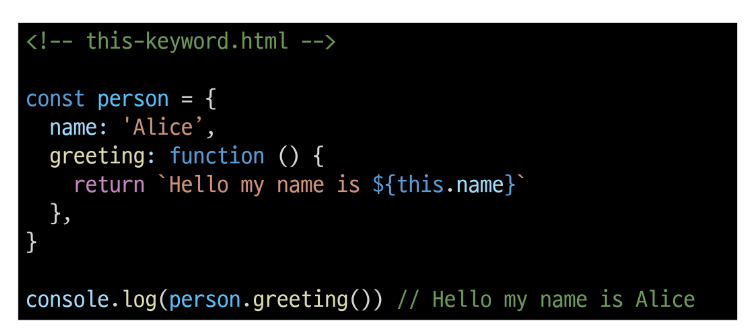 <!-- this-keyword.html -->
const person = {
name: 'Alice’,
greeting: function () {
return `Hello my name is ${this.name}`
},
}
console.log(person.greeting()) // Hello my name is Alice